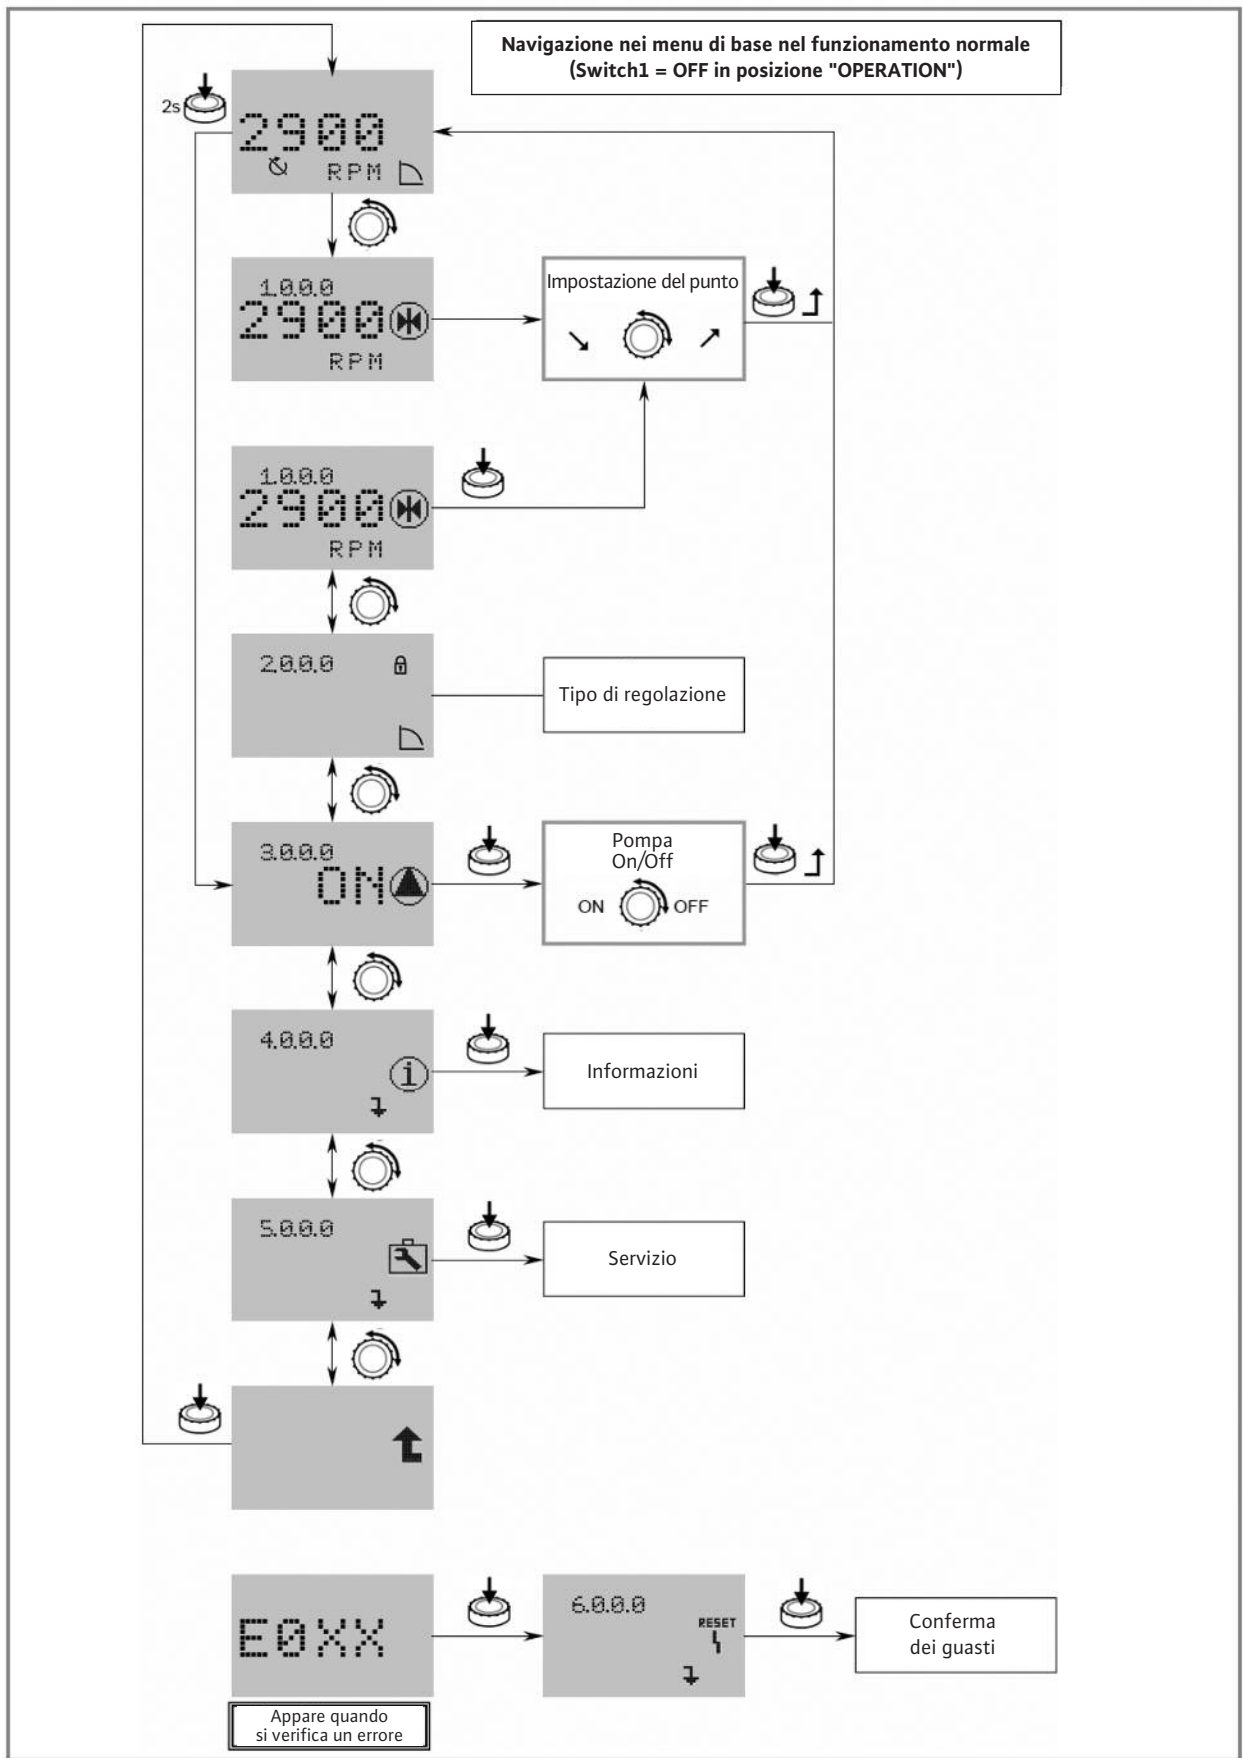 Navigazione nei menu di base nel funzionamento normale
(Switch1 = OFF in posizione "OPERATION")
2s
2900
RPM
1.0.0.0
2900
RPM
Impostazione del punto
1.0.0.0
2900
RPM
2.0.0.0
Tipo di regolazione
3.0.0.0
ON
Pompa
On/Off
ON OFF
4.0.0.0
i
Informazioni
5.0.0.0
Servizio
E0XX
6.0.0.0
RESET
Conferma
dei guasti
Appare quando
si verifica un errore